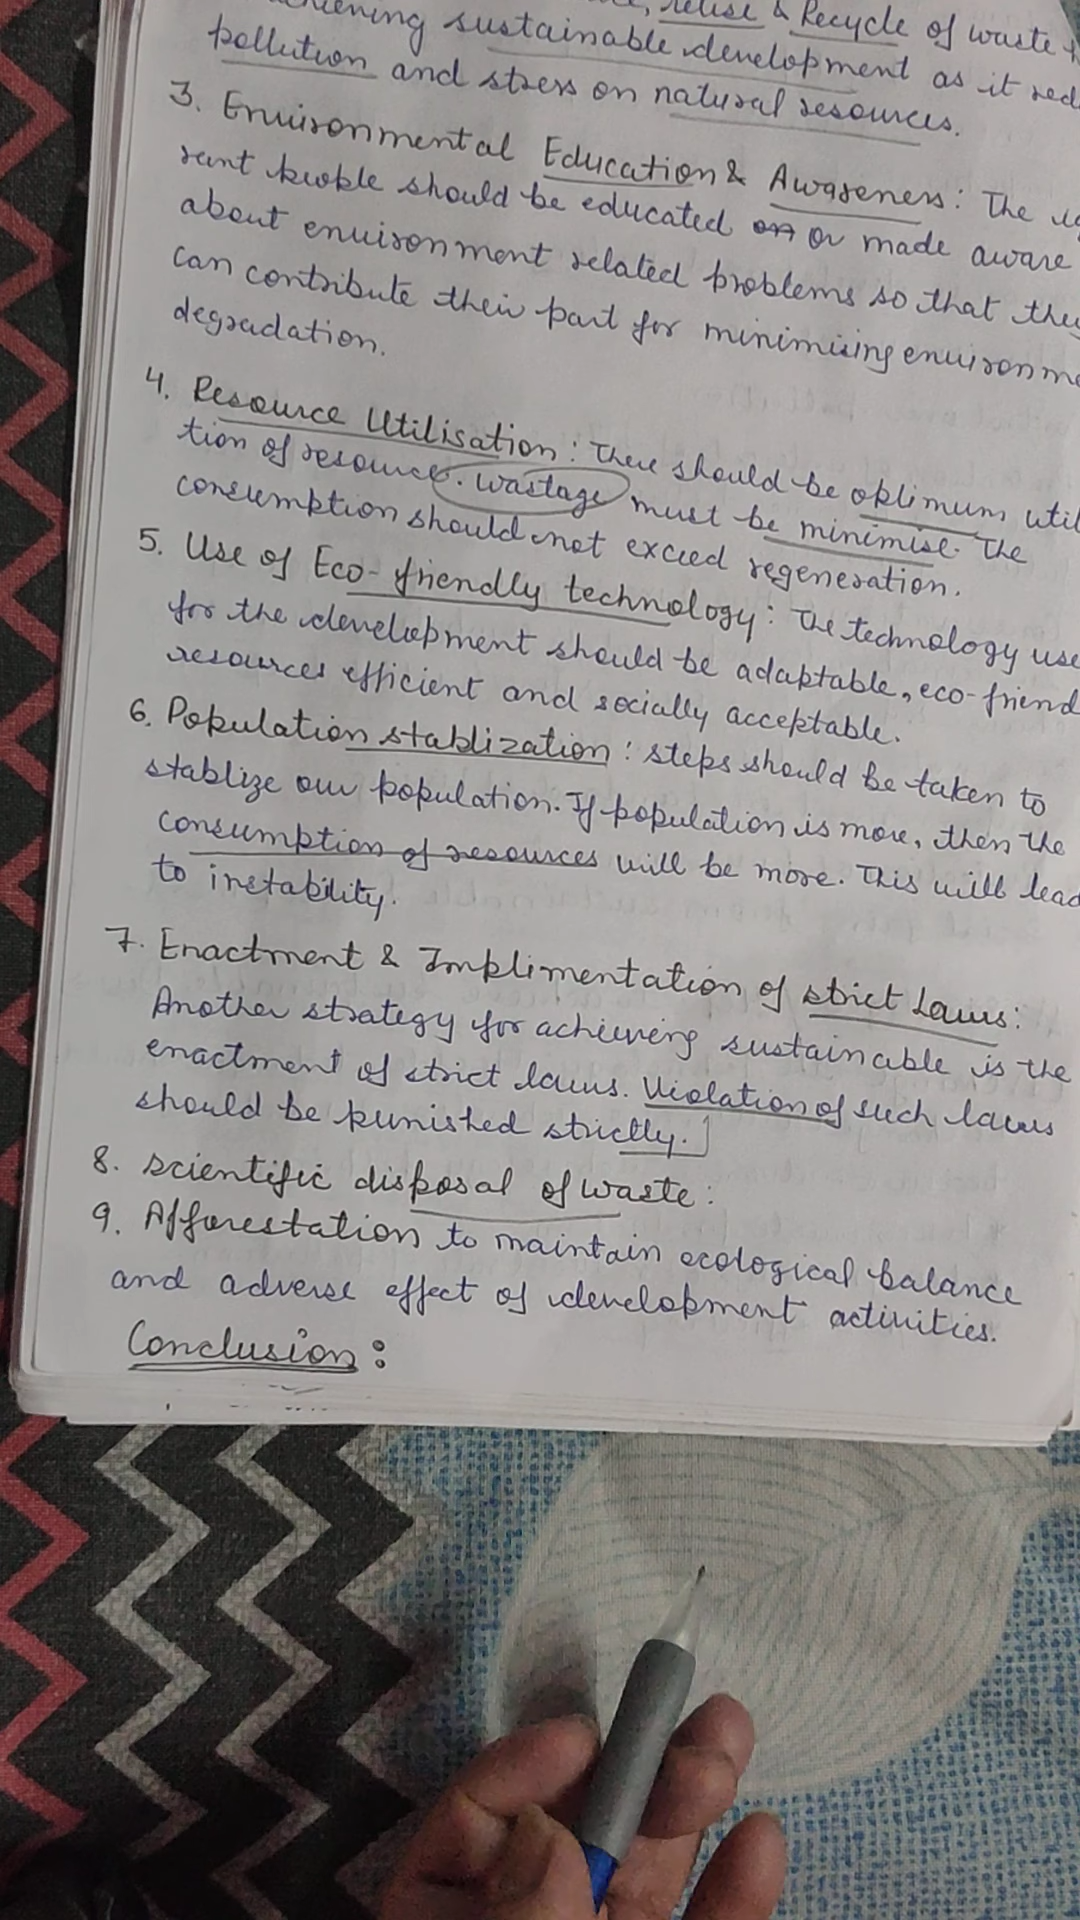 reuse & Recycle of waste
achieving sustainable development as it red
pollution and stress on natural resources.
3. Environmental Education & Awareness: The
rant people should be educated or made aware
about environment related problems so that they
can contribute their part for minimising environme
degradation.
4. Resource Utilisation: There should be optimum util
tion of resource. wastage must be minimise. The
consumption should not exceed regeneration.
5. Use of Eco-friendly technology: The technology use
for the development should be adaptable, eco-friend
resources efficient and socially acceptable.
6. Population stablization: steps should be taken to
stablize our population. If population is more, then the
consumption of resources will be more. This will lead
to instability.
7. Enactment & Implimentation of strict Laws:
Another strategy for achieving sustainable is the
enactment of strict laws. Violation of such laws
should be punished strictly.]
8. scientific disposal of waste:
9. Afforestation to maintain ecological balance
and adverse effect of development activities.
Conclusion: